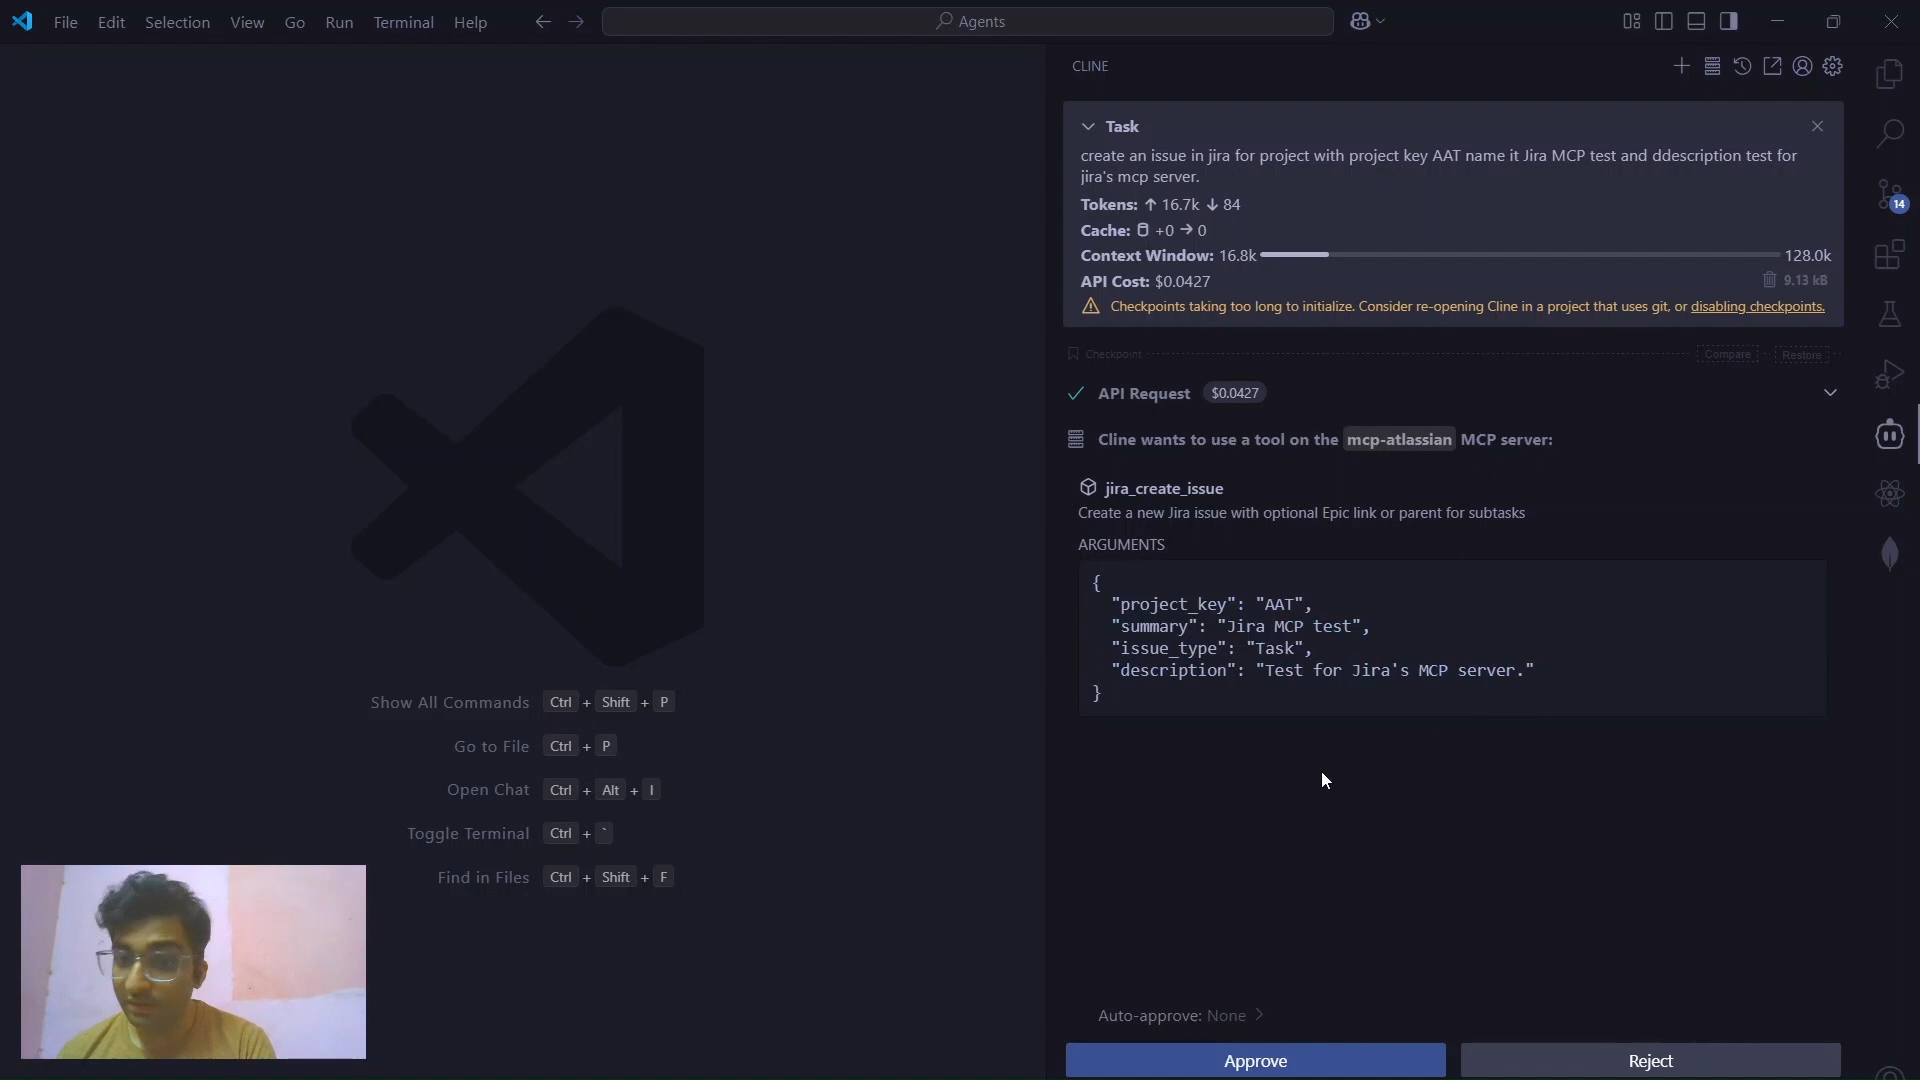 File Edit Selection View Go Run Terminal Help
Agents
CLINE
Task
create an issue in jira for project with project key AAT name it Jira MCP test and ddescription test for
jira's mcp server.
Tokens: ↑ 16.7k ↓ 84
Cache: +0 → 0
Context Window: 16.8k 128.0k
API Cost: $0.0427 9.13 kB
Checkpoints taking too long to initialize. Consider re-opening Cline in a project that uses git, or disabling checkpoints.
Checkpoint Compare Restore
API Request $0.0427
Cline wants to use a tool on the mcp-atlassian MCP server:
jira_create_issue
Create a new Jira issue with optional Epic link or parent for subtasks
ARGUMENTS
{
"project_key": "AAT",
"summary": "Jira MCP test",
"issue_type": "Task",
"description": "Test for Jira's MCP server."
}
Auto-approve: None
Approve Reject
14
Show All Commands Ctrl + Shift + P
Go to File Ctrl + P
Open Chat Ctrl + Alt + I
Toggle Terminal Ctrl + `
Find in Files Ctrl + Shift + F